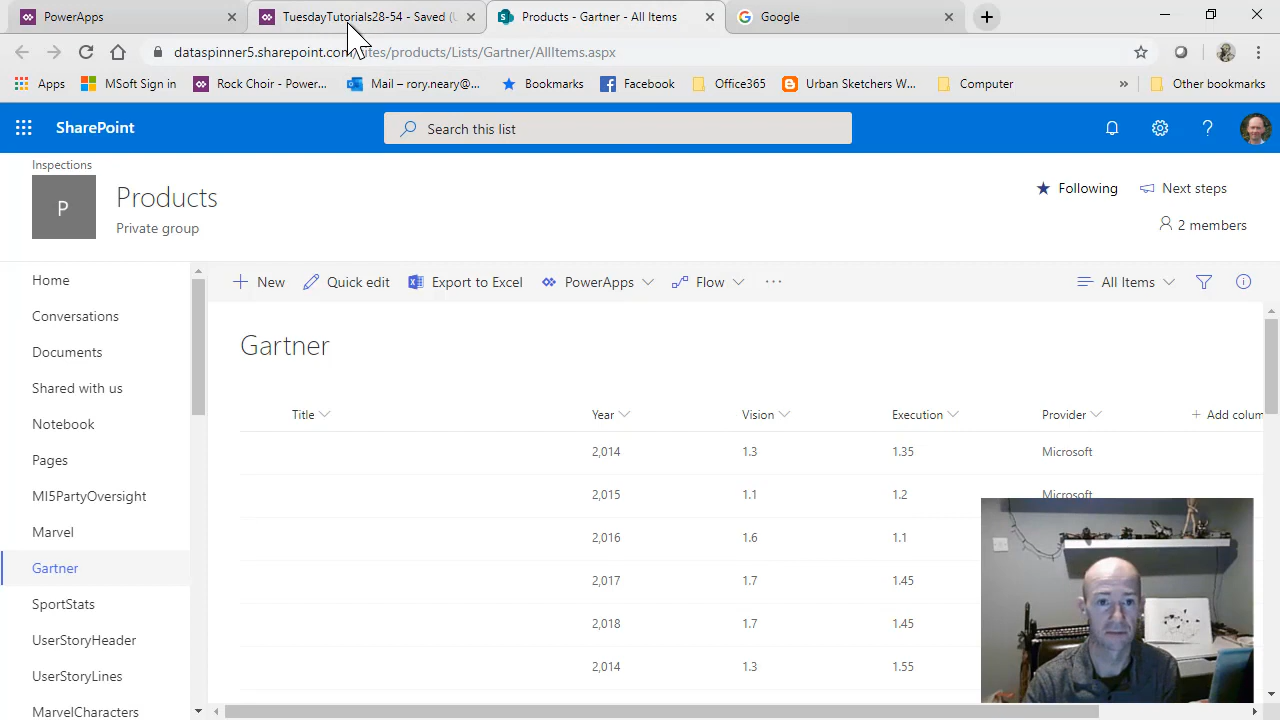 PowerApps
TuesdayTutorials28-54 - Saved (
Products - Gartner - All Items
Google
dataspinner5.sharepoint.com/sites/products/Lists/Gartner/AllItems.aspx
Apps
MSoft Sign in
Rock Choir - Power...
Mail – rory.neary@...
Bookmarks
Facebook
Office365
Urban Sketchers W...
Computer
»
Other bookmarks
SharePoint
Search this list
Inspections
P
Products
Private group
Following
Next steps
2 members
Home
Conversations
Documents
Shared with us
Notebook
Pages
MI5PartyOversight
Marvel
Gartner
SportStats
UserStoryHeader
UserStoryLines
MarvelCharacters
+ New
Quick edit
Export to Excel
PowerApps
Flow
...
All Items
Gartner
Title Year Vision Execution Provider + Add colum
2,014 1.3 1.35 Microsoft
2,015 1.1 1.2 Microsoft
2,016 1.6 1.1
2,017 1.7 1.45
2,018 1.7 1.45
2,014 1.3 1.55